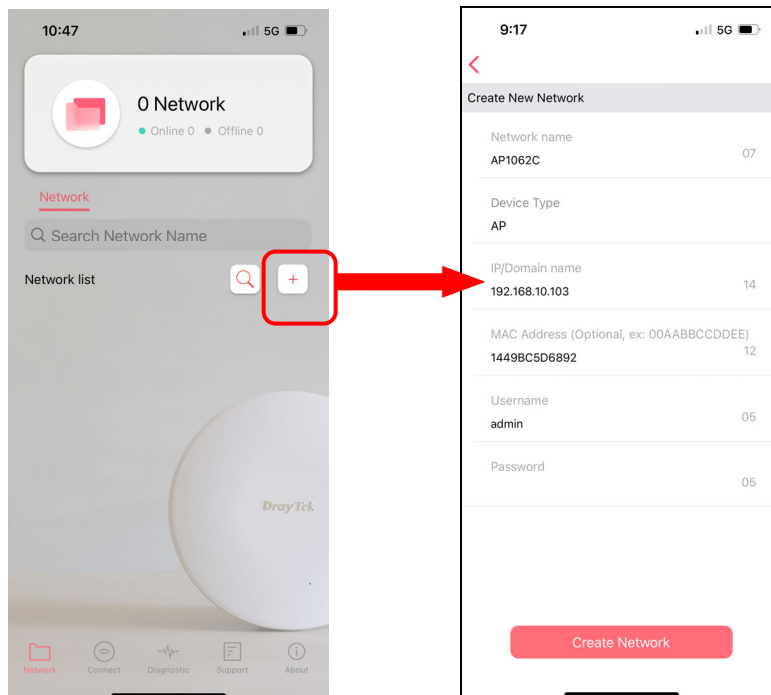 10:47
5G
0 Network
Online 0 Offline 0
Network
Search Network Name
Network list
+
DrayTek
Network Connect Diagnostic Support About
9:17
5G
Create New Network
Network name
AP1062C 07
Device Type
AP
IP/Domain name
192.168.10.103 14
MAC Address (Optional, ex: 00AABBCCDDEE)
1449BC5D6892 12
Username
admin 05
Password
05
Create Network